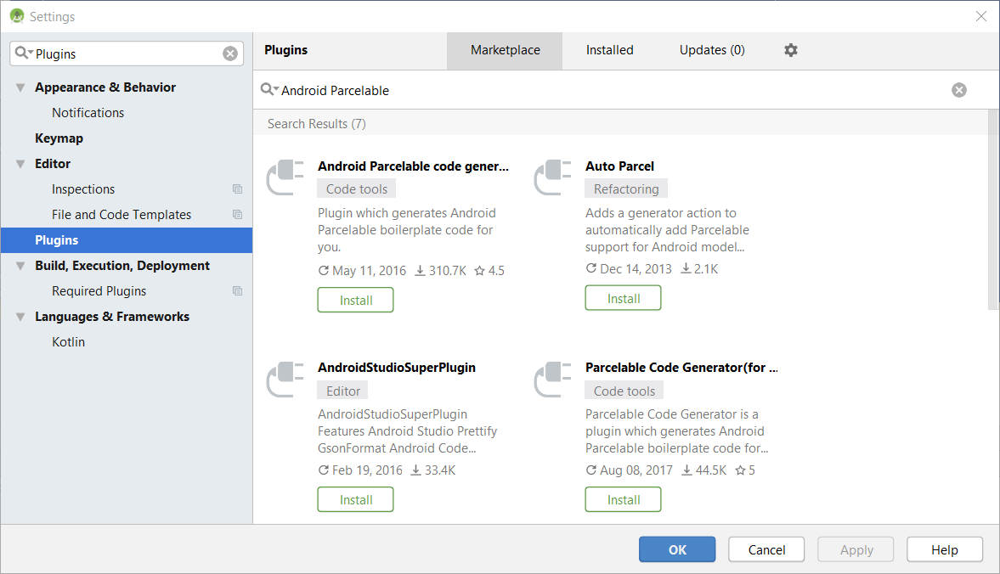 Settings
Plugins
Appearance & Behavior
Notifications
Keymap
Editor
Inspections
File and Code Templates
Plugins
Build, Execution, Deployment
Required Plugins
Languages & Frameworks
Kotlin
Plugins
Marketplace
Installed
Updates (0)
Android Parcelable
Search Results (7)
Android Parcelable code gener...
Code tools
Plugin which generates Android
Parcelable boilerplate code for
you.
May 11, 2016 310.7K 4.5
Install
Auto Parcel
Refactoring
Adds a generator action to
automatically add Parcelable
support for Android model...
Dec 14, 2013 2.1K
Install
AndroidStudioSuperPlugin
Editor
AndroidStudioSuperPlugin
Features Android Studio Prettify
GsonFormat Android Code...
Feb 19, 2016 33.4K
Install
Parcelable Code Generator(for ...
Code tools
Parcelable Code Generator is a
plugin which generates Android
Parcelable boilerplate code for...
Aug 08, 2017 44.5K 5
Install
OK
Cancel
Apply
Help